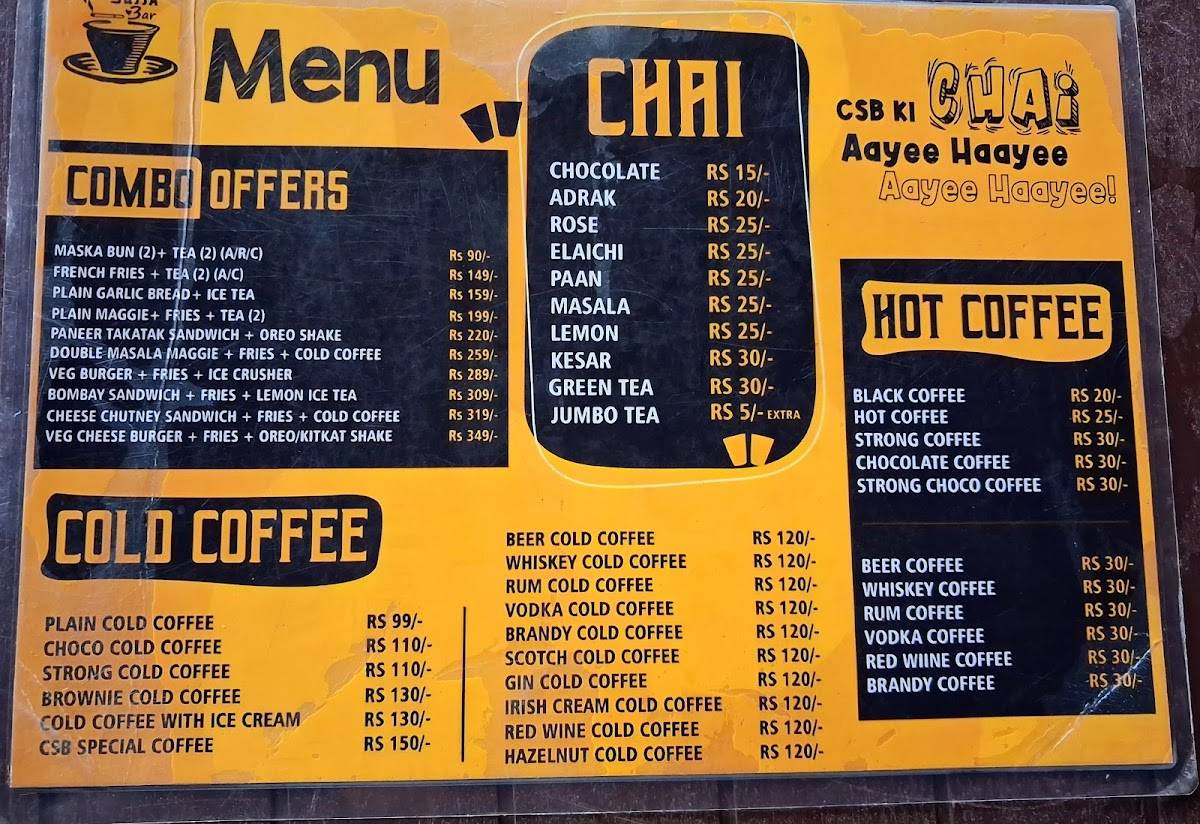 Bar
Menu
COMBO OFFERS
MASKA BUN (2)+ TEA (2) (A/R/C) Rs 90/-
FRENCH FRIES + TEA (2) (A/C) Rs 149/-
PLAIN GARLIC BREAD+ ICE TEA Rs 159/-
PLAIN MAGGIE+ FRIES + TEA (2) Rs 199/-
PANEER TAKATAK SANDWICH + OREO SHAKE Rs 220/-
DOUBLE MASALA MAGGIE + FRIES + COLD COFFEE Rs 259/-
VEG BURGER + FRIES + ICE CRUSHER Rs 289/-
BOMBAY SANDWICH + FRIES + LEMON ICE TEA Rs 309/-
CHEESE CHUTNEY SANDWICH + FRIES + COLD COFFEE Rs 319/-
VEG CHEESE BURGER + FRIES + OREO/KITKAT SHAKE Rs 349/-
CHAI
CHOCOLATE RS 15/-
ADRAK RS 20/-
ROSE RS 25/-
ELAICHI RS 25/-
PAAN RS 25/-
MASALA RS 25/-
LEMON RS 25/-
KESAR RS 30/-
GREEN TEA RS 30/-
JUMBO TEA RS 5/- EXTRA
CSB KI CHAi
Aayee Haayee
Aayee Haayee!
HOT COFFEE
BLACK COFFEE RS 20/-
HOT COFFEE RS 25/-
STRONG COFFEE RS 30/-
CHOCOLATE COFFEE RS 30/-
STRONG CHOCO COFFEE RS 30/-
BEER COFFEE RS 30/-
WHISKEY COFFEE RS 30/-
RUM COFFEE RS 30/-
VODKA COFFEE RS 30/-
RED WIINE COFFEE RS 30/-
BRANDY COFFEE RS 30/-
COLD COFFEE
PLAIN COLD COFFEE RS 99/-
CHOCO COLD COFFEE RS 110/-
STRONG COLD COFFEE RS 110/-
BROWNIE COLD COFFEE RS 130/-
COLD COFFEE WITH ICE CREAM RS 130/-
CSB SPECIAL COFFEE RS 150/-
BEER COLD COFFEE RS 120/-
WHISKEY COLD COFFEE RS 120/-
RUM COLD COFFEE RS 120/-
VODKA COLD COFFEE RS 120/-
BRANDY COLD COFFEE RS 120/-
SCOTCH COLD COFFEE RS 120/-
GIN COLD COFFEE RS 120/-
IRISH CREAM COLD COFFEE RS 120/-
RED WINE COLD COFFEE RS 120/-
HAZELNUT COLD COFFEE RS 120/-